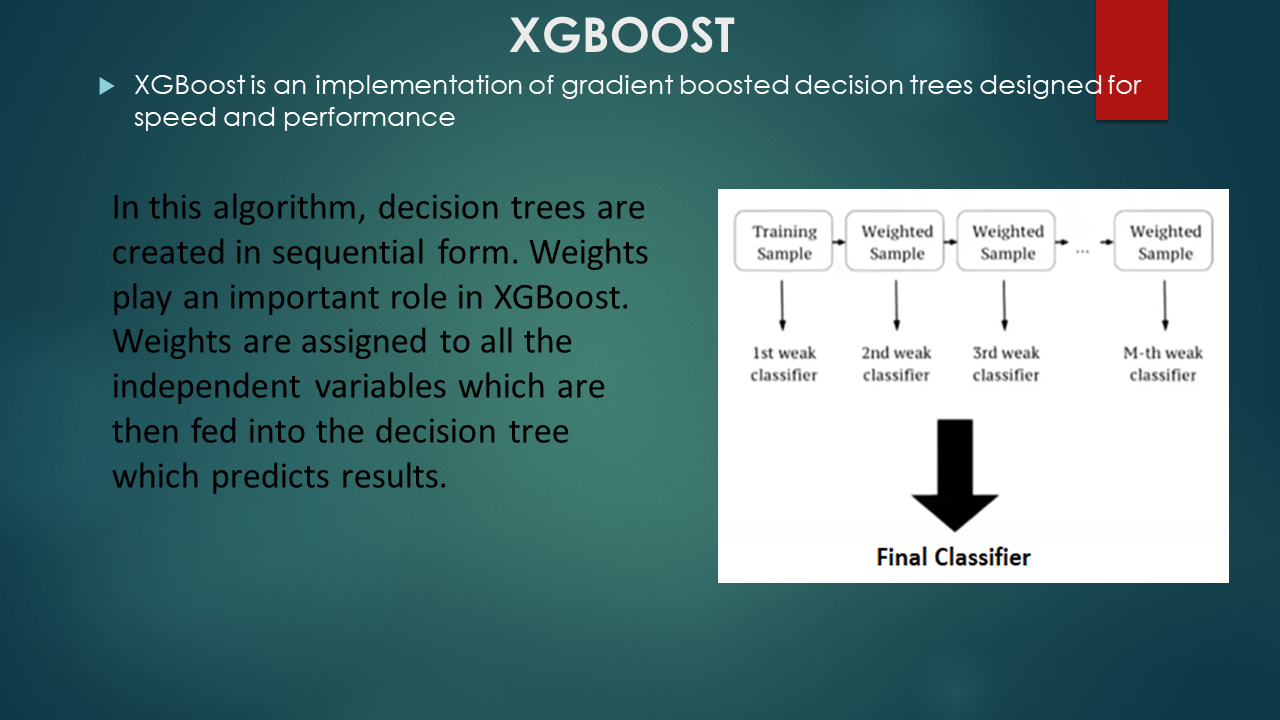 XGBOOST
XGBoost is an implementation of gradient boosted decision trees designed for
speed and performance
In this algorithm, decision trees are
created in sequential form. Weights
play an important role in XGBoost.
Weights are assigned to all the
independent variables which are
then fed into the decision tree
which predicts results.
Training Sample
Weighted Sample
Weighted Sample
...
Weighted Sample
1st weak classifier
2nd weak classifier
3rd weak classifier
M-th weak classifier
Final Classifier